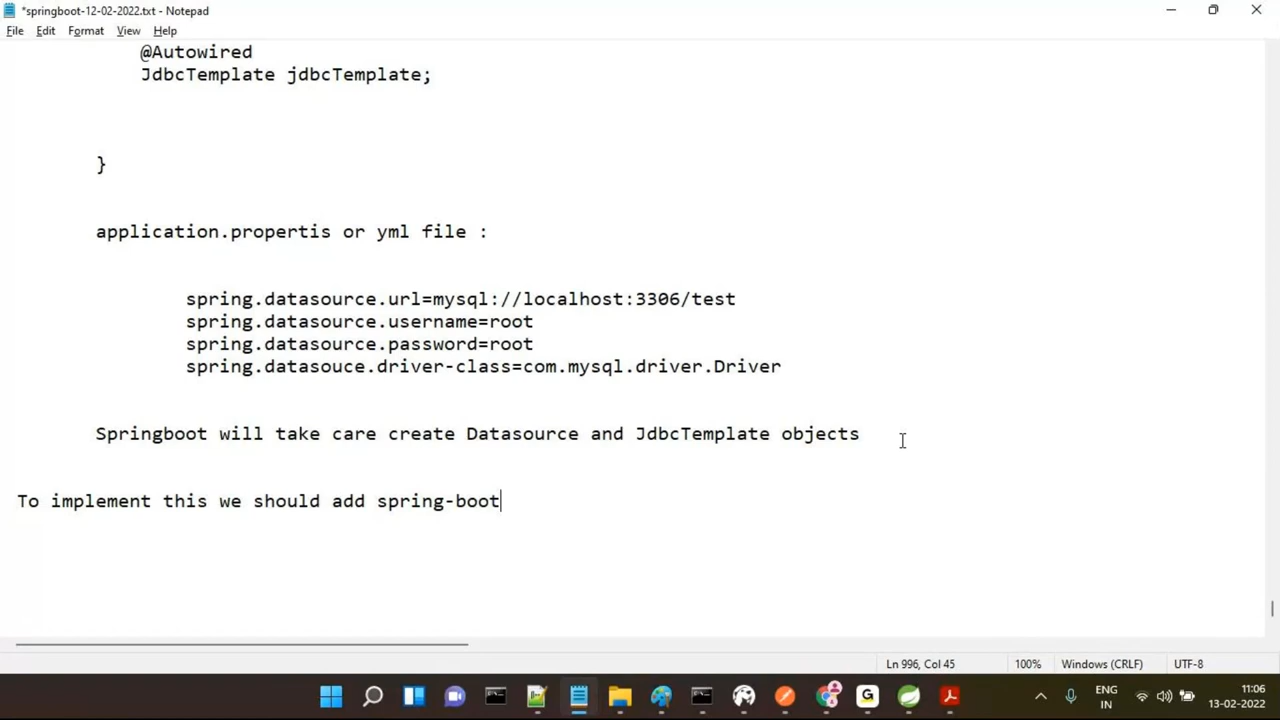 *springboot-12-02-2022.txt - Notepad
File Edit Format View Help
@Autowired
JdbcTemplate jdbcTemplate;
}
application.propertis or yml file :
spring.datasource.url=mysql://localhost:3306/test
spring.datasource.username=root
spring.datasource.password=root
spring.datasouce.driver-class=com.mysql.driver.Driver
Springboot will take care create Datasource and JdbcTemplate objects
To implement this we should add spring-boot
Ln 996, Col 45 100% Windows (CRLF) UTF-8
ENG
IN
11:06
13-02-2022